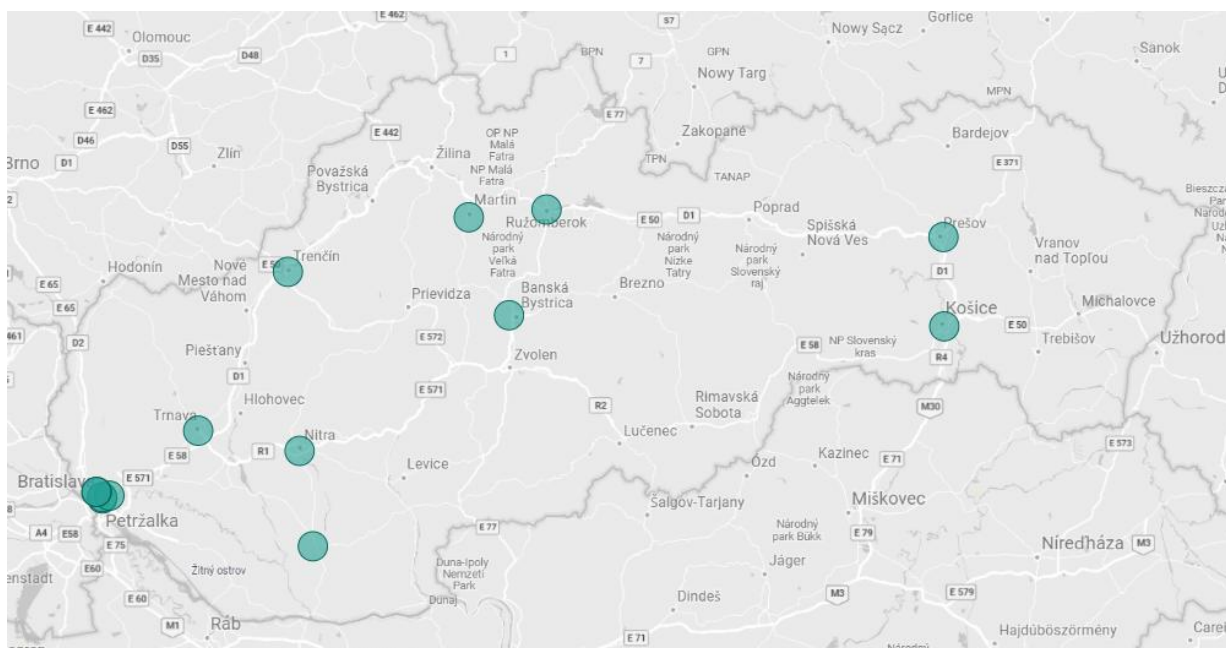 E 442
E 462
Olomouc
D35
D48
E 462
D46
D55
Brno
D1
Zlín
S7
1
BPN
7
GPN
Nowy Targ
Nowy Sącz
Gorlice
Sanok
E 77
Zakopané
TPN
TANAP
MPN
Bardejov
E 371
E 442
OP NP
Malá
Fatra
Žilina
NP Malá
Fatra
Považská
Bystrica
Martin
Ružomberok
E 50
D1
Poprad
Spišská
Nová Ves
Prešov
Vranov
nad Topľou
Národný
park
Veľká
Fatra
Národný
park
Nízke
Tatry
Národný
park
Slovenský
raj
Hodonín
Nové
Mesto nad
Váhom
E 50
Trenčín
E 65
E 65
Prievidza
Banská
Bystrica
Brezno
D1
Košice
E 50
Michalovce
Trebišov
Užhorod
D2
E 572
Zvolen
E 58
NP Slovenský
kras
R4
Piešťany
D1
Hlohovec
E 571
Národný
park
Aggtelek
Rimavská
Sobota
R2
Lučenec
M30
E 573
Trnava
E 58
R1
Nitra
Levice
Ózd
Kazinec
E 71
Bratislava
E 571
Petržalka
A4
E58
E 75
E60
Žitný ostrov
E 60
M1
Ráb
E 77
Duna-Ipoly
Nemzeti
Park
Dunaj
Šalgov-Tarjany
Miškovec
Národný
park Bükk
E 79
Níreďháza
M3
Jáger
M3
E 579
Dindeš
E 71
Hajdúböszörmény
Národný